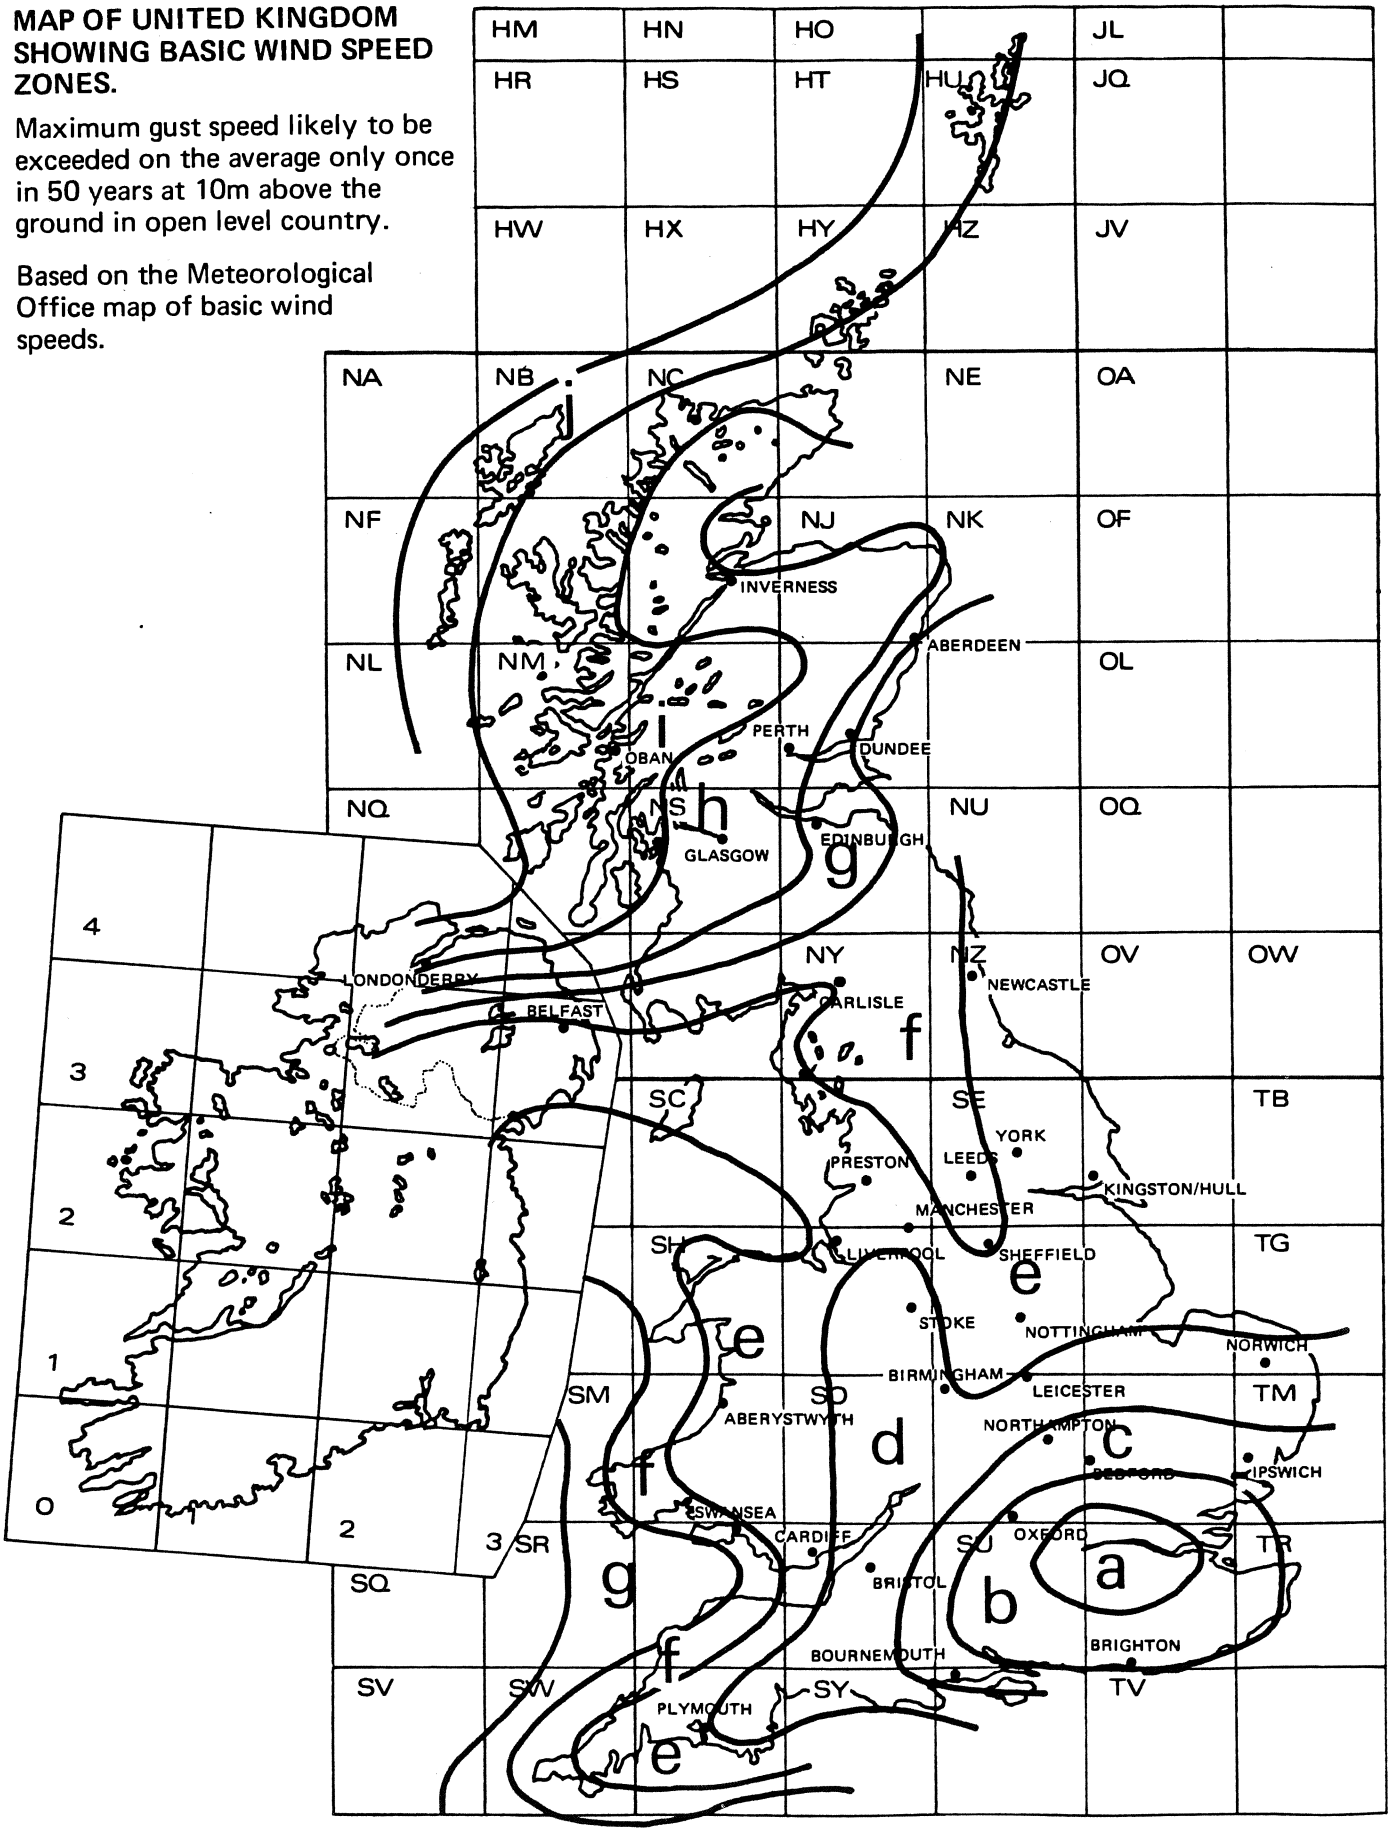 MAP OF UNITED KINGDOM
SHOWING BASIC WIND SPEED
ZONES.
Maximum gust speed likely to be
exceeded on the average only once
in 50 years at 10m above the
ground in open level country.
Based on the Meteorological
Office map of basic wind
speeds.
HM HN HO JL
HR HS HT HU JQ
HW HX HY HZ JV
NA NB NC NE OA
j
NF NJ NK OF
INVERNESS
ABERDEEN
NL NM OL
i
PERTH
DUNDEE
OBAN
NQ NS h NU OQ
EDINBURGH
GLASGOW
g
4
NY NZ OV OW
LONDONDERRY
NEWCASTLE
CARLISLE
BELFAST
f
3
SC SE TB
YORK
PRESTON LEEDS
KINGSTON/HULL
2
MANCHESTER
SH TG
LIVERPOOL SHEFFIELD
e
STOKE
NOTTINGHAM
e
NORWICH
1
BIRMINGHAM
LEICESTER
SM SO TM
ABERYSTWYTH
NORTHAMPTON
d c
BEDFORD IPSWICH
f
0
SWANSEA
2
CARDIFF OXFORD
3 SR SU TR
a
SQ
g
BRISTOL
b
BRIGHTON
BOURNEMOUTH
f
SV SW SY TV
PLYMOUTH
e